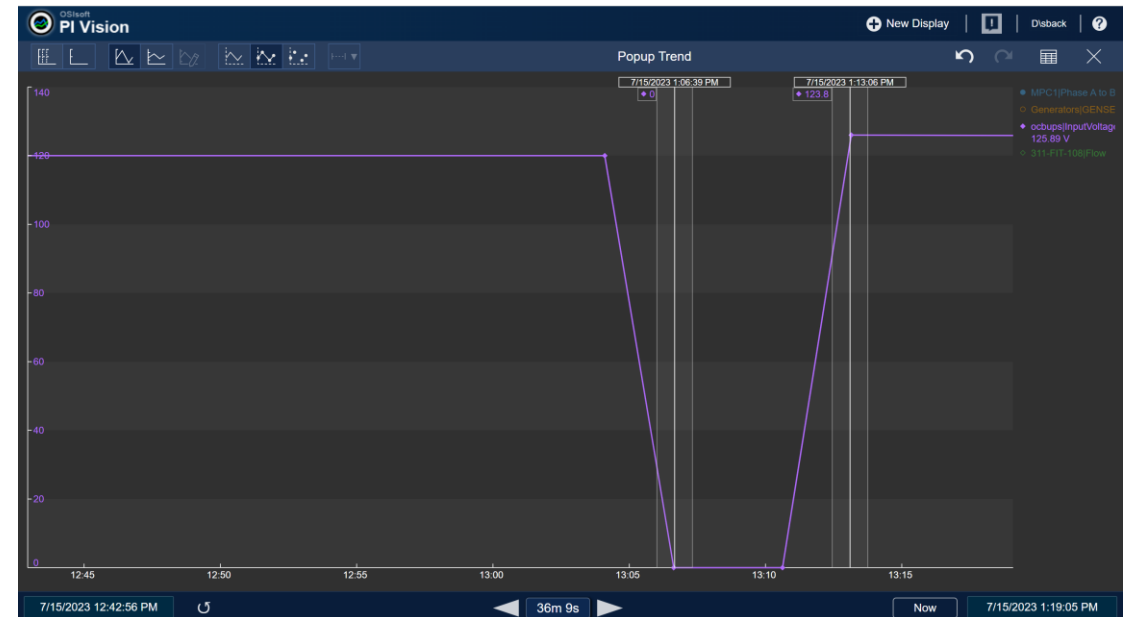 OSIsoft
PI Vision
New Display
D\sback
Popup Trend
7/15/2023 1:06:39 PM
7/15/2023 1:13:06 PM
0
123.8
140
120
100
80
60
40
20
0
MPC1|Phase A to B
Generators|GENSE
ocbups|InputVoltage
125.89 V
311-FIT-108|Flow
12:45
12:50
12:55
13:00
13:05
13:10
13:15
7/15/2023 12:42:56 PM
36m 9s
Now
7/15/2023 1:19:05 PM